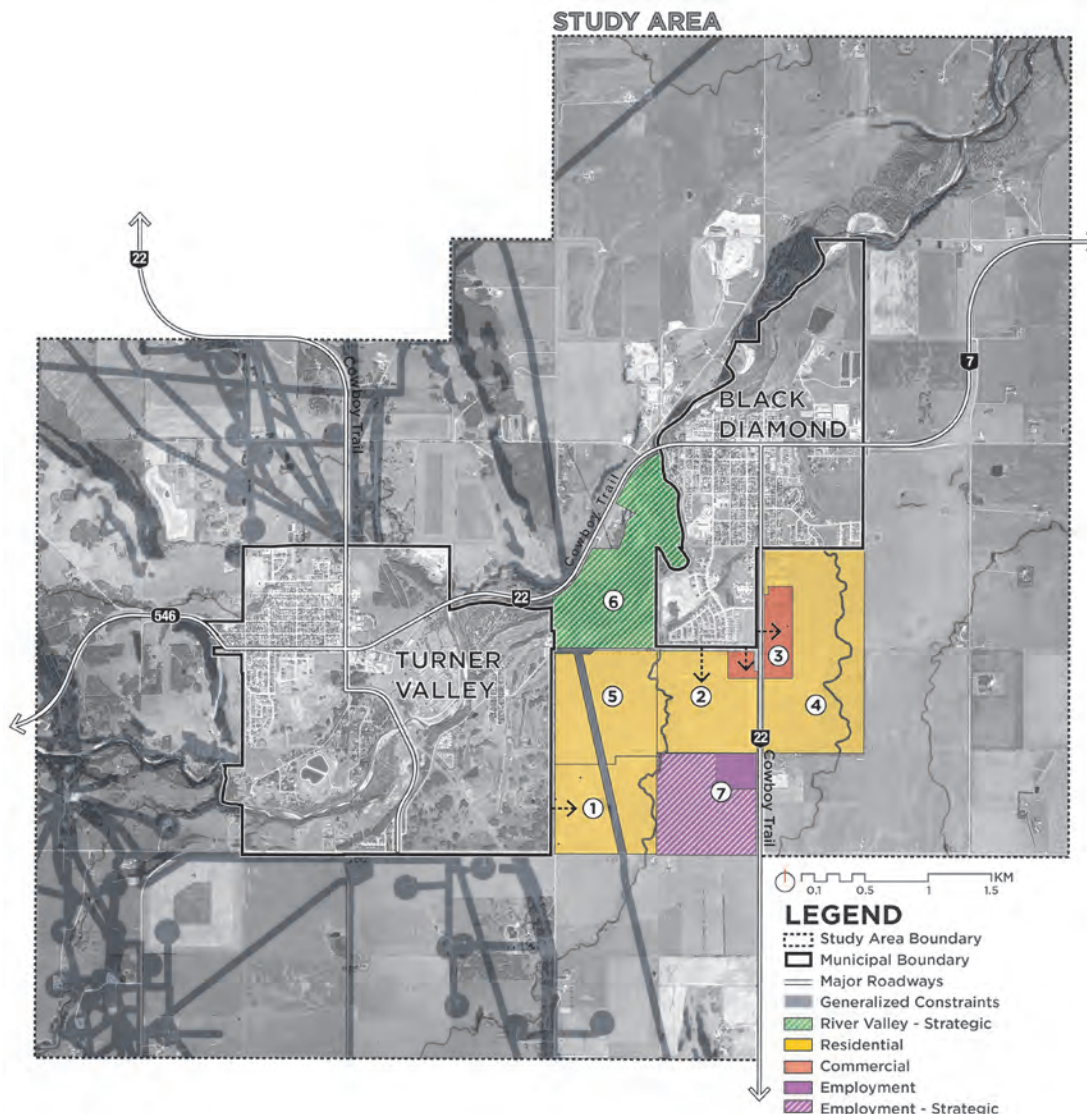 STUDY AREA
22
Cowboy Trail
7
BLACK
DIAMOND
Cowboy Trail
546
22
6
TURNER
VALLEY
3
5
2
4
22
Cowboy Trail
1
7
0.1 0.5 1 1.5 KM
LEGEND
Study Area Boundary
Municipal Boundary
Major Roadways
Generalized Constraints
River Valley - Strategic
Residential
Commercial
Employment
Employment - Strategic